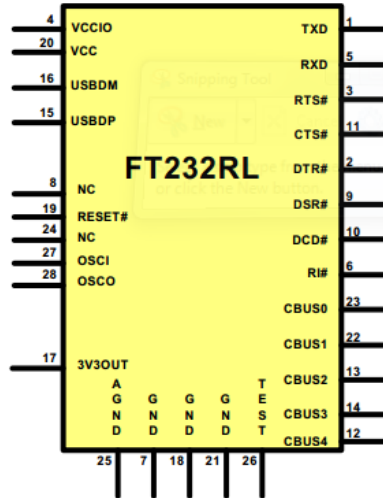 4 VCCIO TXD 1
20 VCC
RXD 5
16 USBDM Snipping Tool
RTS# 3
15 USBDP New
CTS# 11
DTR# 2
FT232RL
or click the New button.
8 NC DSR# 9
19 RESET#
24 NC DCD# 10
27 OSCI
28 OSCO RI# 6
CBUS0 23
CBUS1 22
17 3V3OUT
CBUS2 13
CBUS3 14
CBUS4 12
AGND GND GND GND TEST
25 7 18 21 26